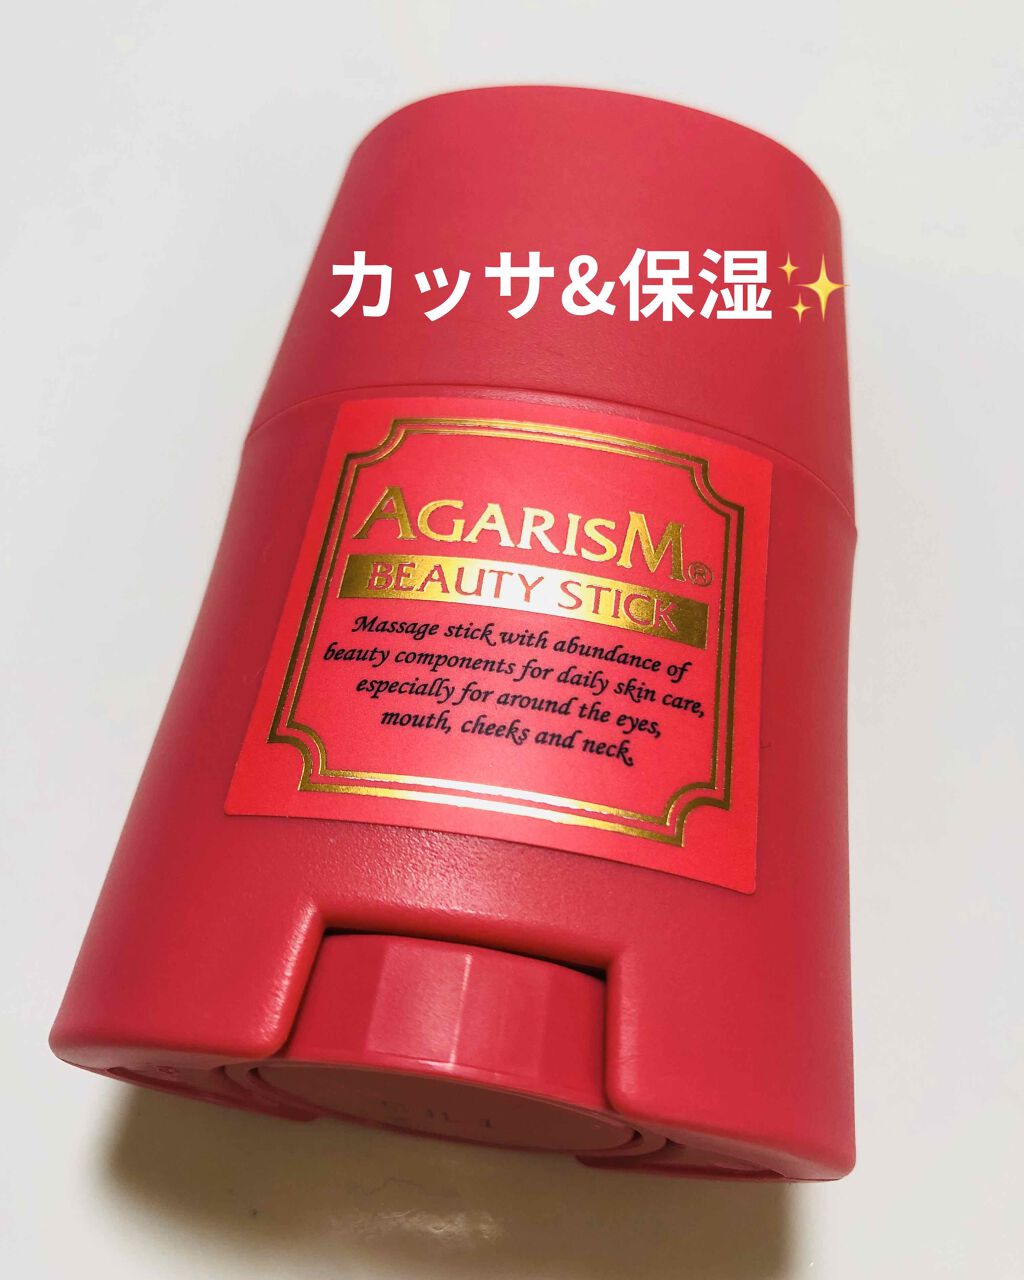 カッサ&保湿✨
AGARISM®
BEAUTY STICK
Massage stick with abundance of
beauty components for daily skin care,
especially for around the eyes,
mouth, cheeks and neck.